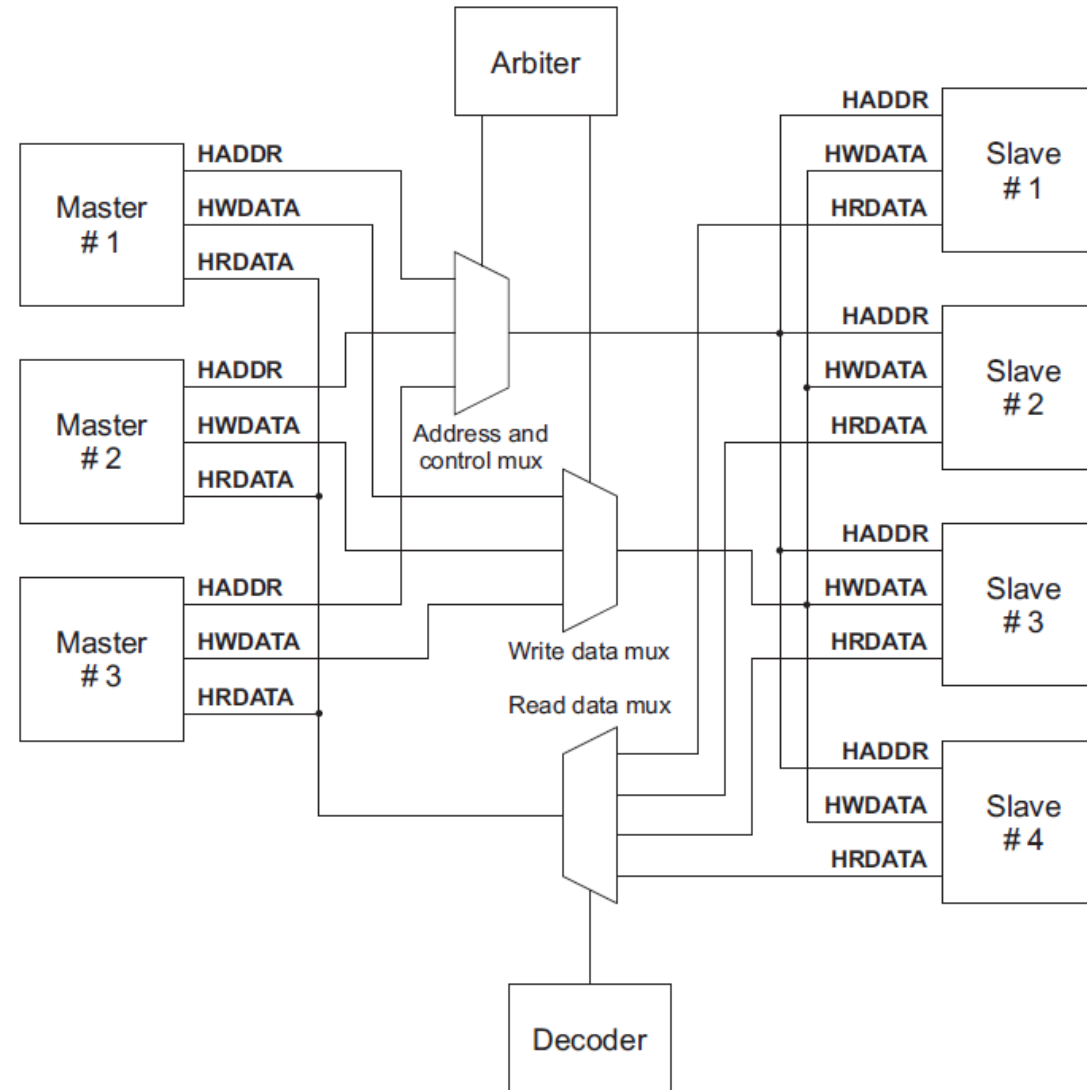 Arbiter
Master
# 1
HADDR
HWDATA
HRDATA
Master
# 2
HADDR
HWDATA
HRDATA
Master
# 3
HADDR
HWDATA
HRDATA
Address and
control mux
Write data mux
Read data mux
HADDR
HWDATA
HRDATA
Slave
# 1
HADDR
HWDATA
HRDATA
Slave
# 2
HADDR
HWDATA
HRDATA
Slave
# 3
HADDR
HWDATA
HRDATA
Slave
# 4
Decoder